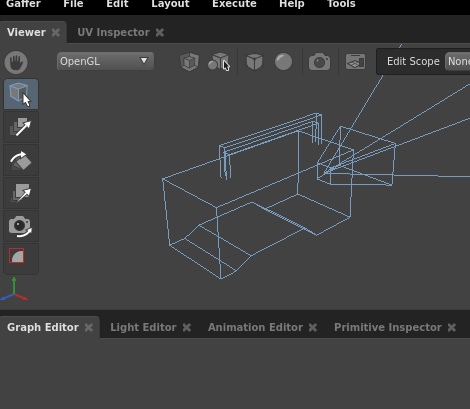 Gaffer File Edit Layout Execute Help Tools
Viewer UV Inspector
OpenGL Edit Scope None
Graph Editor Light Editor Animation Editor Primitive Inspector